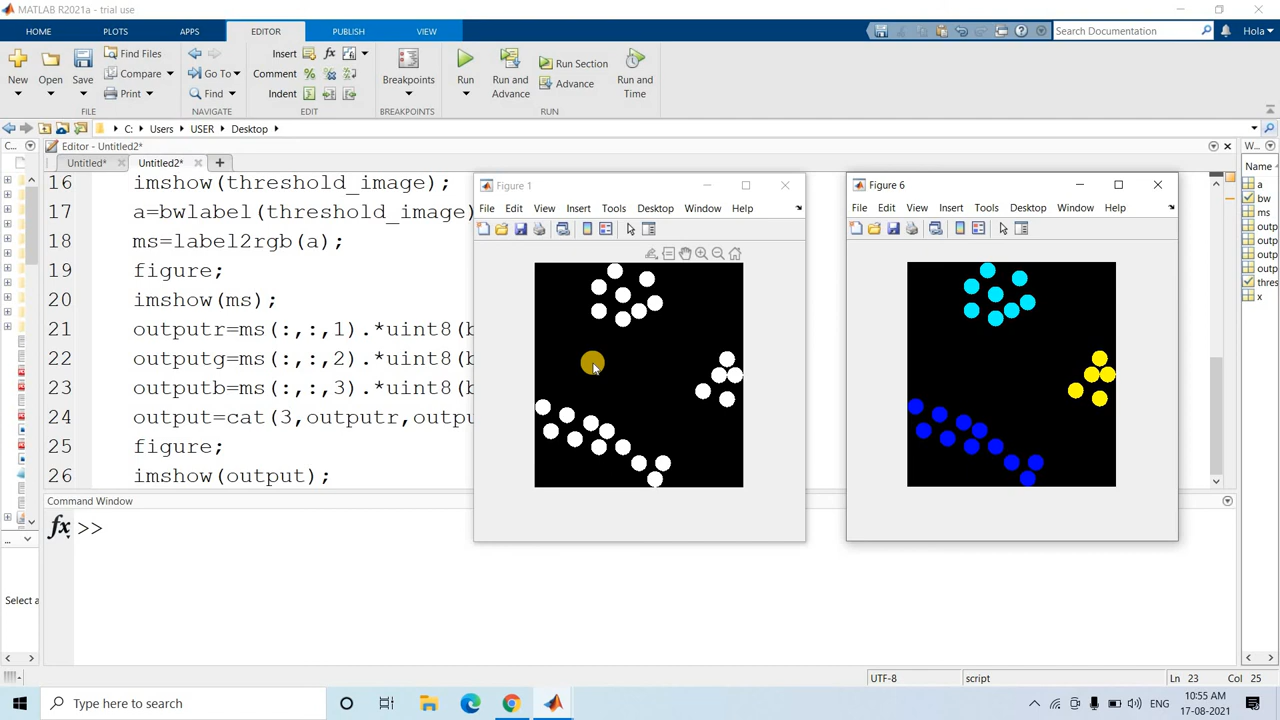 MATLAB R2021a - trial use
HOME PLOTS APPS EDITOR PUBLISH VIEW
Search Documentation
Hola
New Open Save
Find Files
Compare
Print
Go To
Find
Insert
Comment
Indent
Breakpoints
Run
Run and Advance
Run Section
Advance
Run and Time
FILE NAVIGATE EDIT BREAKPOINTS RUN
C: Users USER Desktop
C...
Editor - Untitled2*
W...
Untitled* Untitled2*
Name
16 imshow(threshold_image);
17 a=bwlabel(threshold_image)
18 ms=label2rgb(a);
19 figure;
20 imshow(ms);
21 outputr=ms(:,:,1).*uint8(b
22 outputg=ms(:,:,2).*uint8(b
23 outputb=ms(:,:,3).*uint8(b
24 output=cat(3,outputr,outpu
25 figure;
26 imshow(output);
Figure 1
File Edit View Insert Tools Desktop Window Help
Figure 6
File Edit View Insert Tools Desktop Window Help
a
bw
ms
outp
outp
outp
outp
thres
x
Command Window
fx >>
Select a
UTF-8 script Ln 23 Col 25
Type here to search
ENG
10:55 AM
17-08-2021